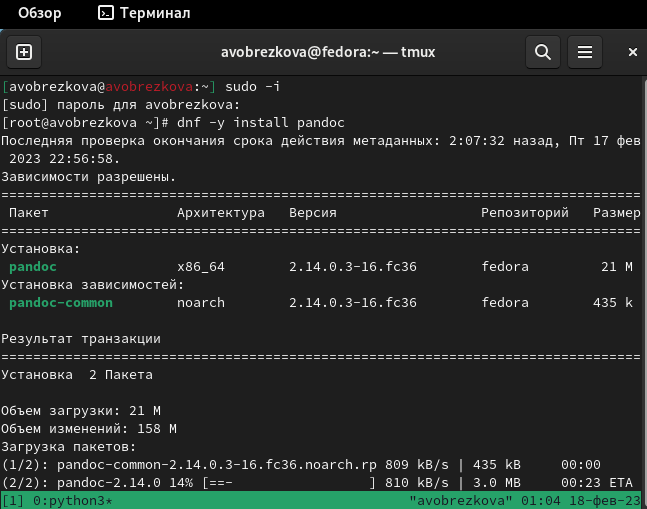 Обзор Терминал
avobrezkova@fedora:~ — tmux
[avobrezkova@avobrezkova:~] sudo -i
[sudo] пароль для avobrezkova:
[root@avobrezkova ~]# dnf -y install pandoc
Последняя проверка окончания срока действия метаданных: 2:07:32 назад, Пт 17 фев
2023 22:56:58.
Зависимости разрешены.
================================================================================
Пакет Архитектура Версия Репозиторий Размер
================================================================================
Установка:
pandoc x86_64 2.14.0.3-16.fc36 fedora 21 M
Установка зависимостей:
pandoc-common noarch 2.14.0.3-16.fc36 fedora 435 k
Результат транзакции
================================================================================
Установка 2 Пакета
Объем загрузки: 21 M
Объем изменений: 158 M
Загрузка пакетов:
(1/2): pandoc-common-2.14.0.3-16.fc36.noarch.rp 809 kB/s | 435 kB 00:00
(2/2): pandoc-2.14.0 14% [==- ] 810 kB/s | 3.0 MB 00:23 ETA
[1] 0:python3* "avobrezkova" 01:04 18-фев-23